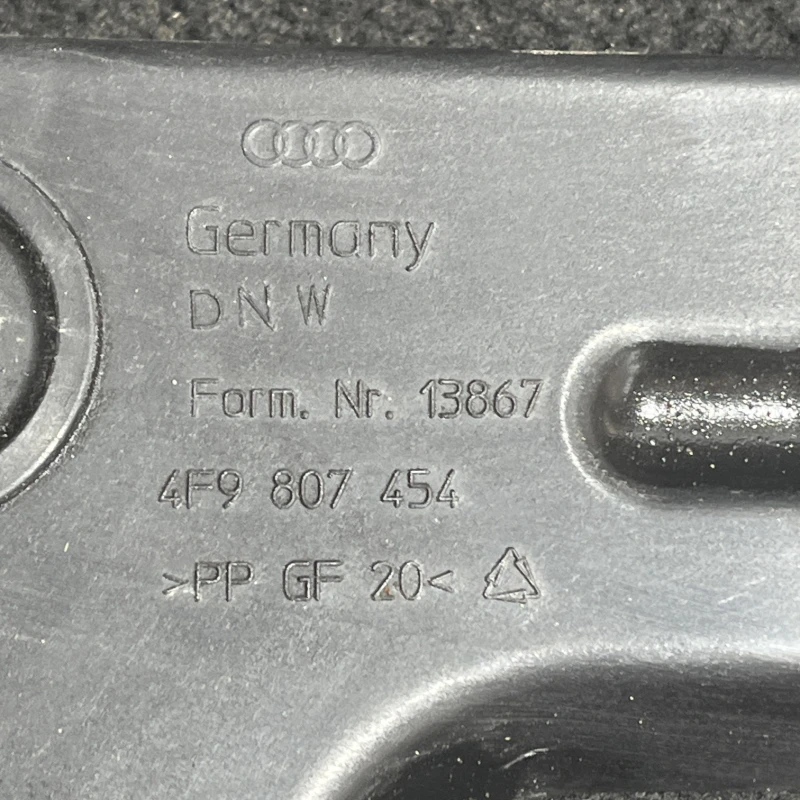 Germany
DNW
Form. Nr. 13867
4F9 807 454
>PP GF 20<